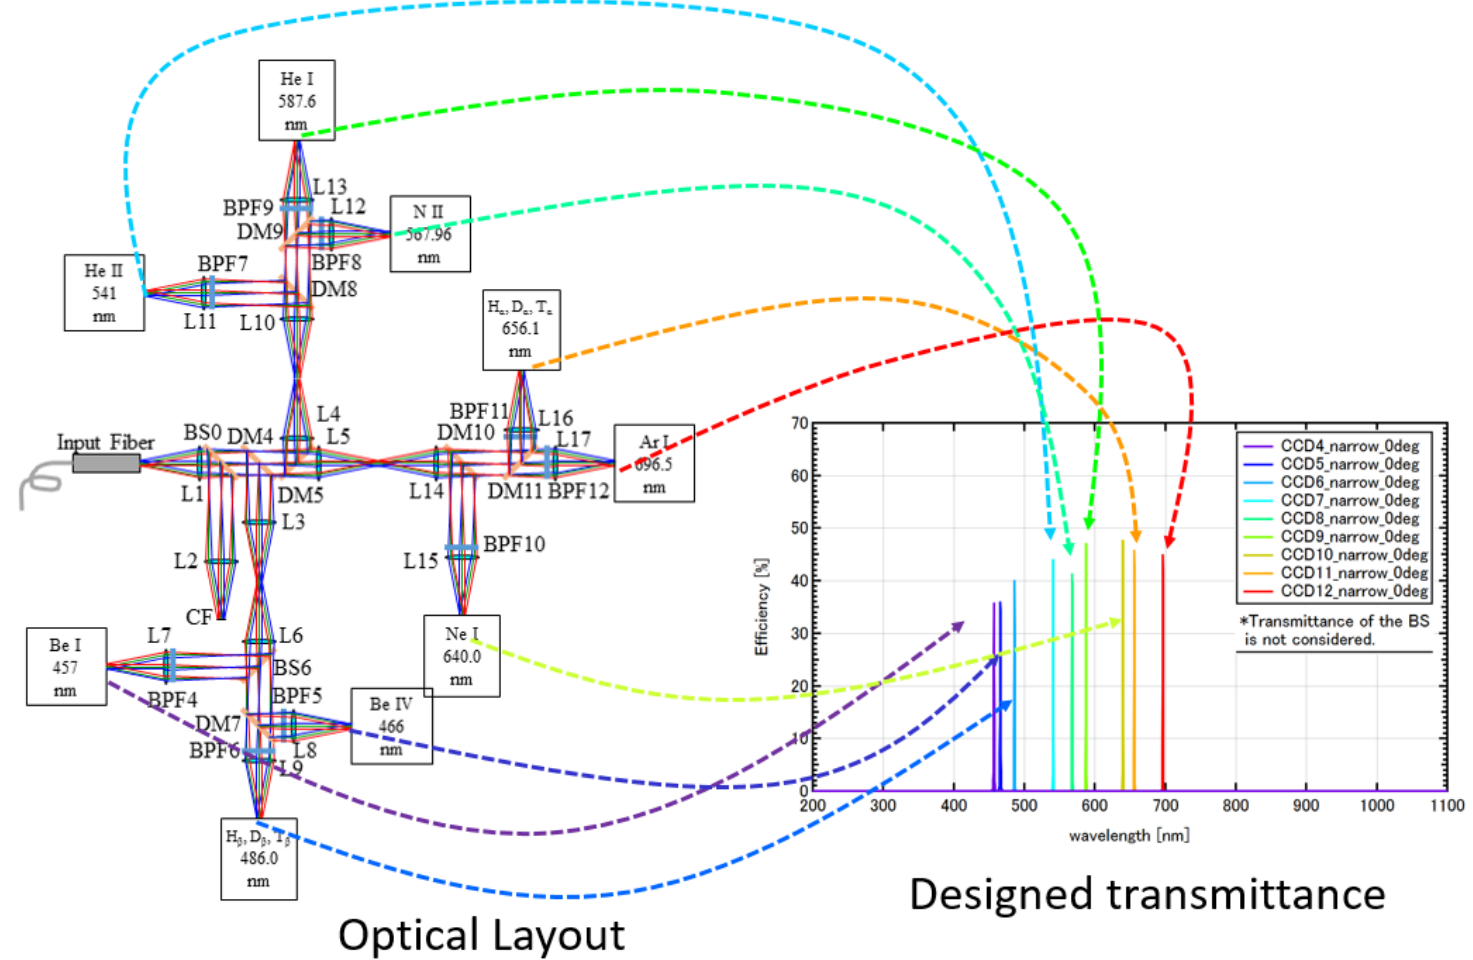 He I
587.6
nm
L13
BPF9
L12
DM9
N II
567.96
nm
BPF8
He II
541
nm
BPF7
DM8
L11
L10
Hα, Dα, Tα
656.1
nm
BPF11
L16
DM10
L17
L4
L5
BS0
DM4
Input Fiber
Ar I
696.5
nm
L1
DM5
L14
DM11
BPF12
L3
L2
BPF10
L15
CF
Be I
457
nm
L7
L6
BS6
BPF4
BPF5
Ne I
640.0
nm
Be IV
466
nm
DM7
BPF6
L8
L9
Hβ, Dβ, Tβ
486.0
nm
Optical Layout
70
60
50
40
30
20
10
0
Efficiency [%]
200
300
400
500
600
700
800
900
1000
1100
wavelength [nm]
CCD4_narrow_0deg
CCD5_narrow_0deg
CCD6_narrow_0deg
CCD7_narrow_0deg
CCD8_narrow_0deg
CCD9_narrow_0deg
CCD10_narrow_0deg
CCD11_narrow_0deg
CCD12_narrow_0deg
*Transmittance of the BS
is not considered.
Designed transmittance